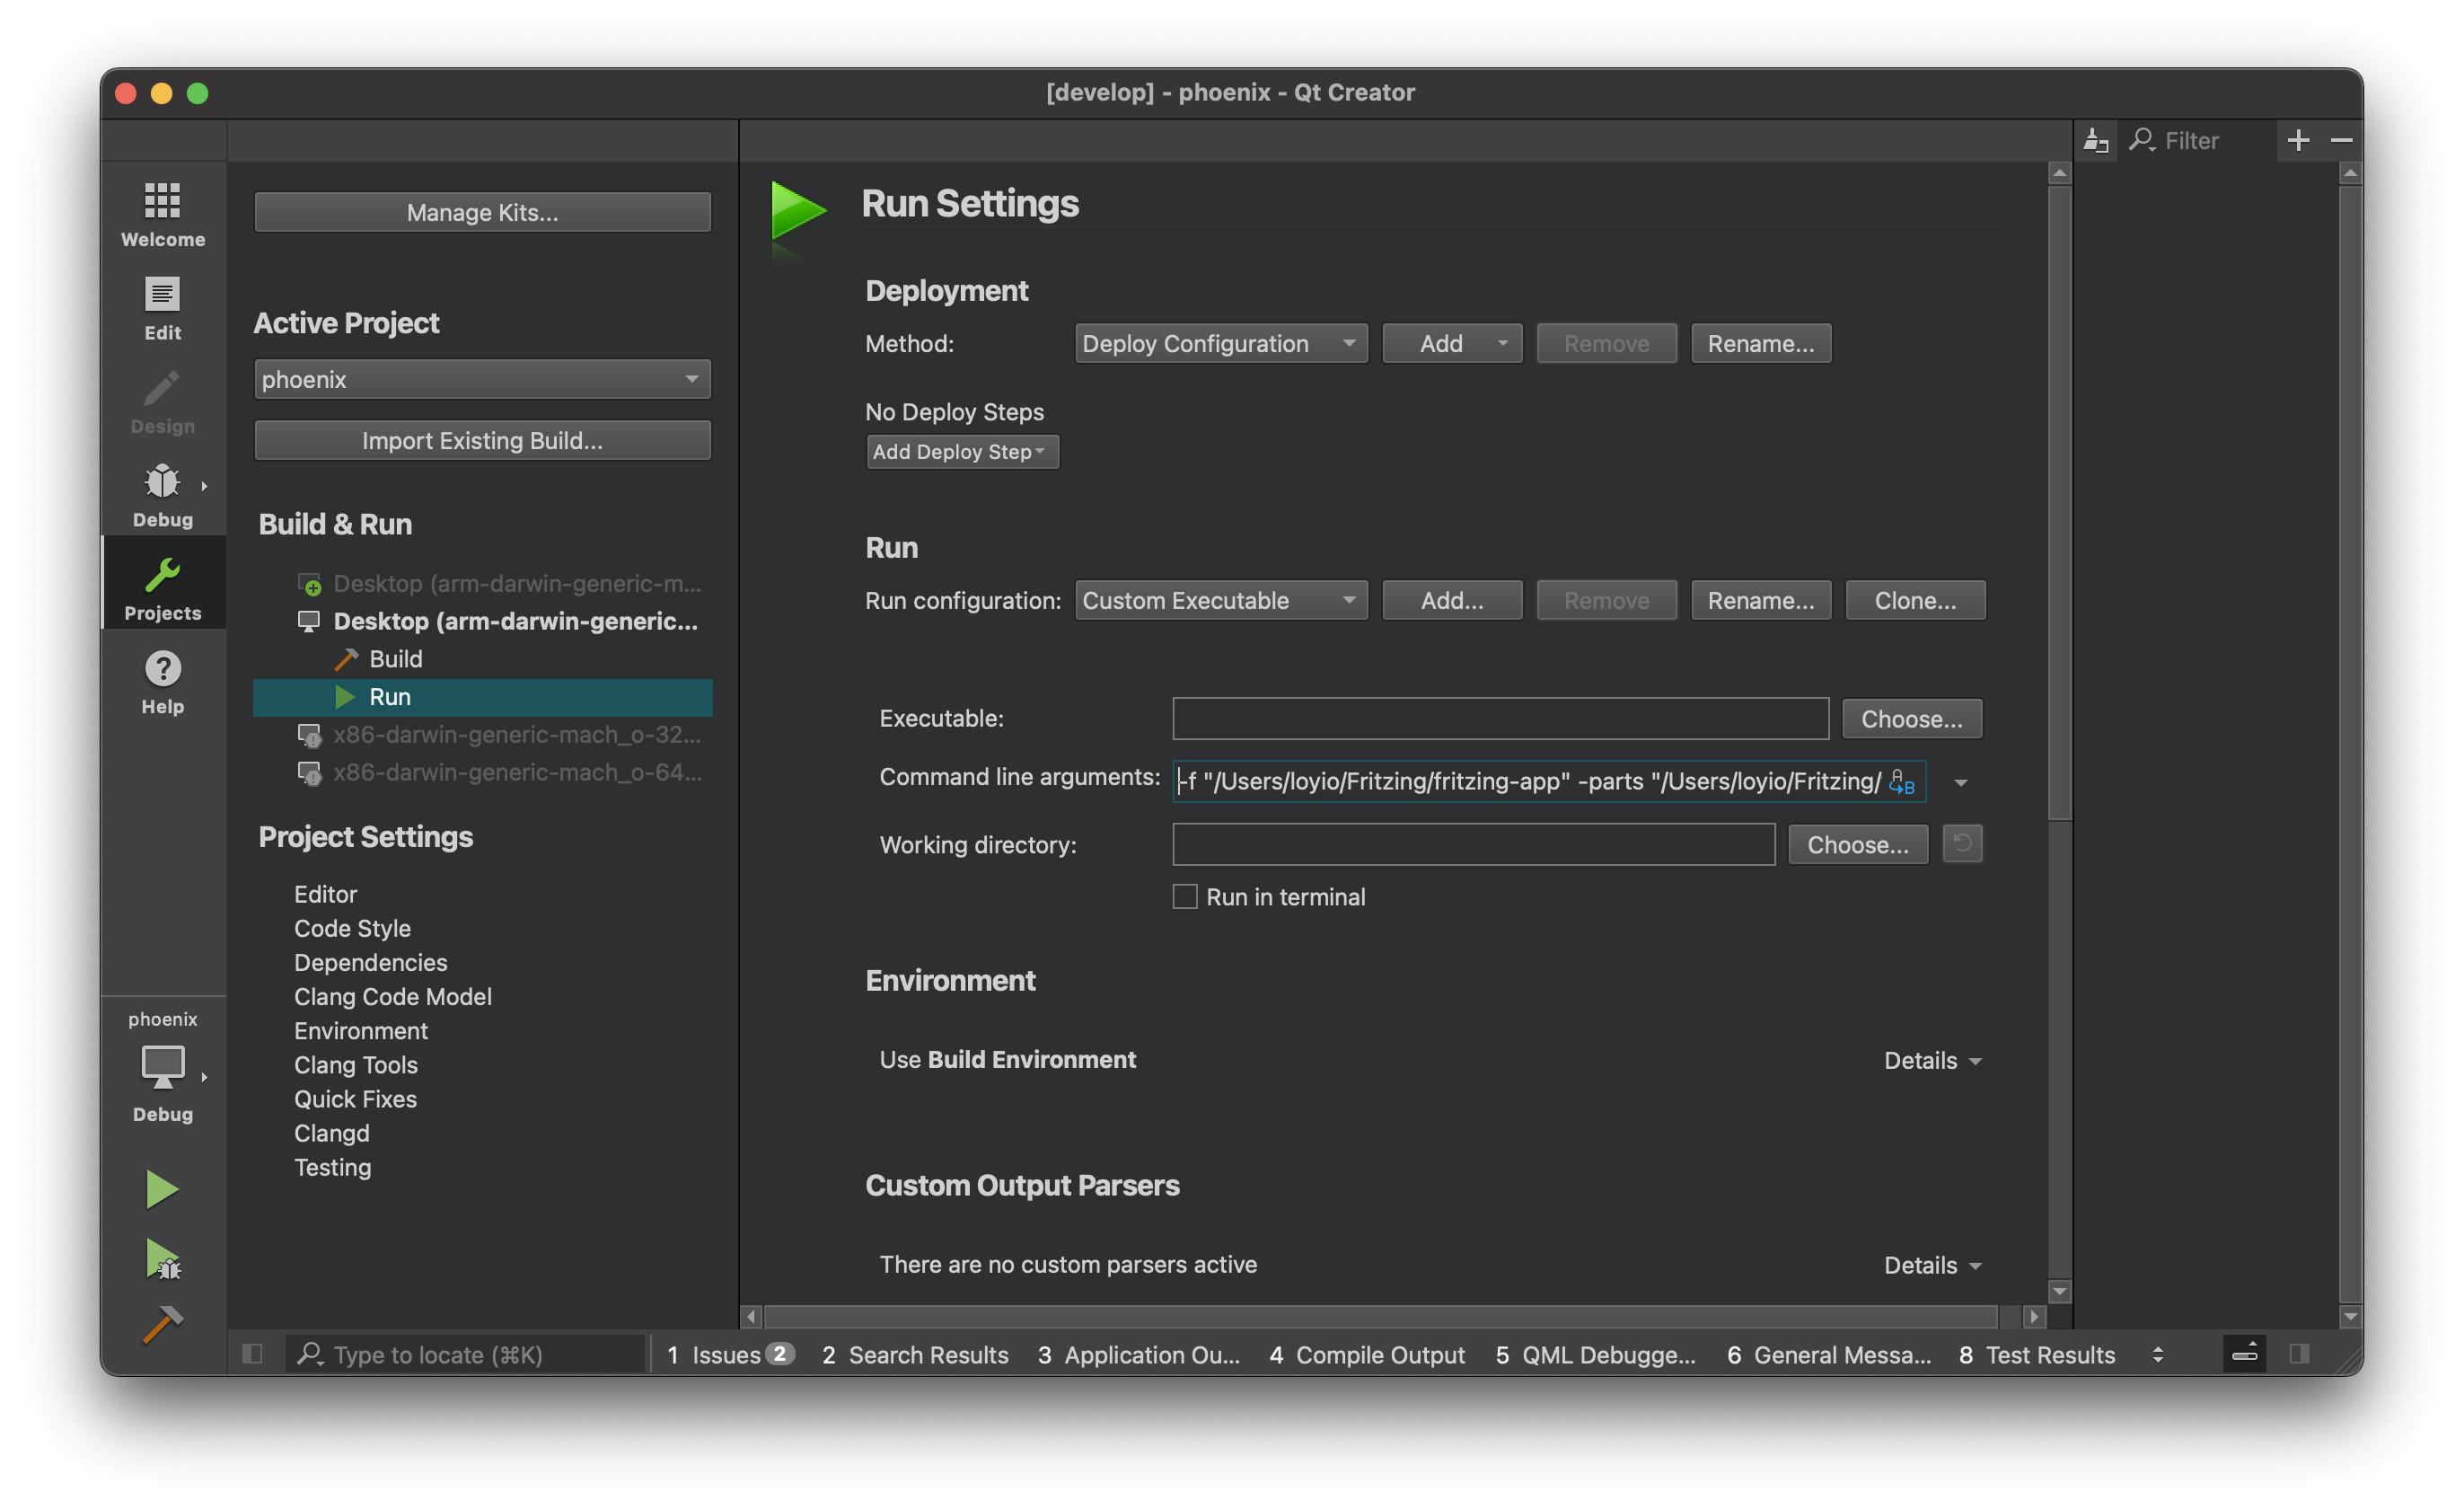 [develop] - phoenix - Qt Creator
Filter
Welcome
Edit
Design
Debug
Projects
Help
phoenix
Debug
Manage Kits...
Active Project
phoenix
Import Existing Build...
Build & Run
Desktop (arm-darwin-generic-m...
Desktop (arm-darwin-generic...
Build
Run
x86-darwin-generic-mach_o-32...
x86-darwin-generic-mach_o-64...
Project Settings
Editor
Code Style
Dependencies
Clang Code Model
Environment
Clang Tools
Quick Fixes
Clangd
Testing
Run Settings
Deployment
Method: Deploy Configuration Add Remove Rename...
No Deploy Steps
Add Deploy Step
Run
Run configuration: Custom Executable Add... Remove Rename... Clone...
Executable: Choose...
Command line arguments: -f "/Users/loyio/Fritzing/fritzing-app" -parts "/Users/loyio/Fritzing/
Working directory: Choose...
Run in terminal
Environment
Use Build Environment Details
Custom Output Parsers
There are no custom parsers active Details
Type to locate (⌘K) 1 Issues 2 2 Search Results 3 Application Ou... 4 Compile Output 5 QML Debugge... 6 General Messa... 8 Test Results